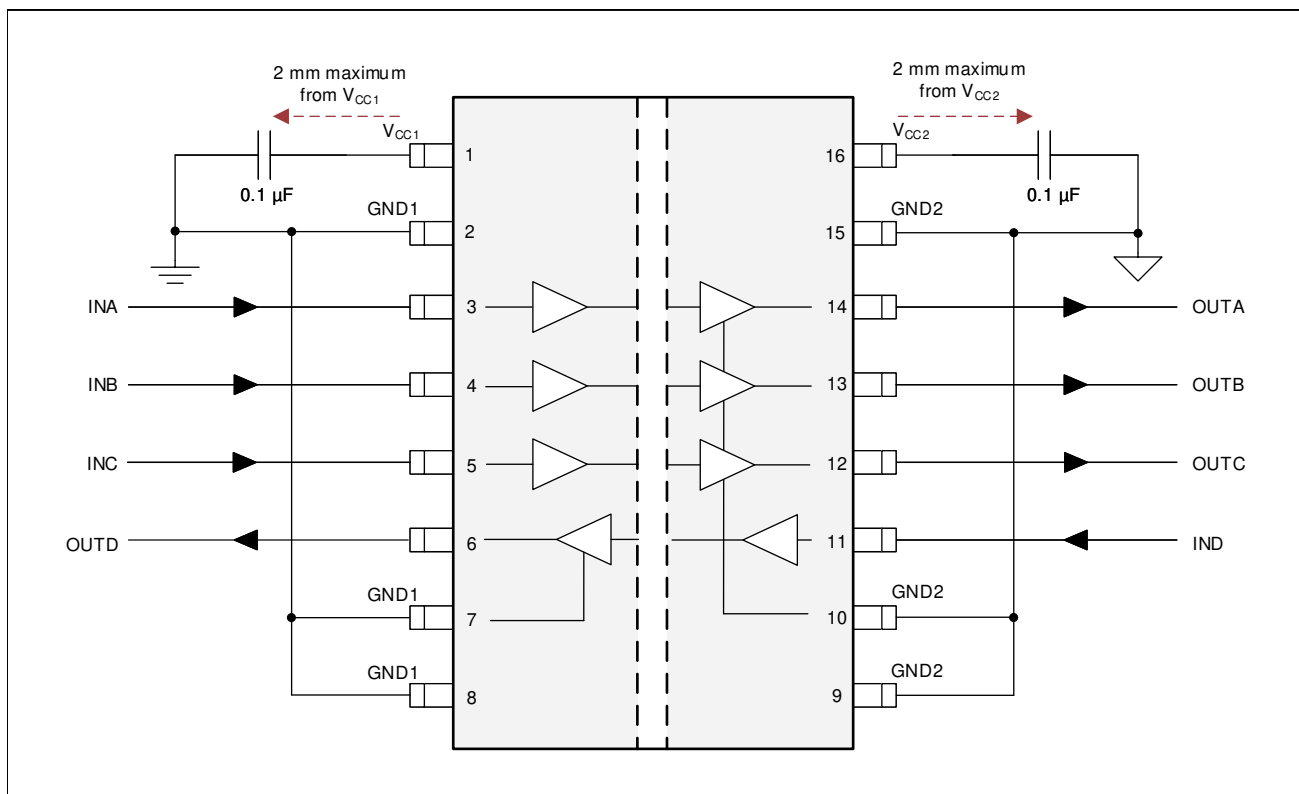 2 mm maximum
from VCC1
2 mm maximum
from VCC2
VCC1
VCC2
1
16
0.1 µF
0.1 µF
GND1
GND2
2
15
INA
3
14
OUTA
INB
4
13
OUTB
INC
5
12
OUTC
OUTD
6
11
IND
GND1
GND2
7
10
GND1
GND2
8
9